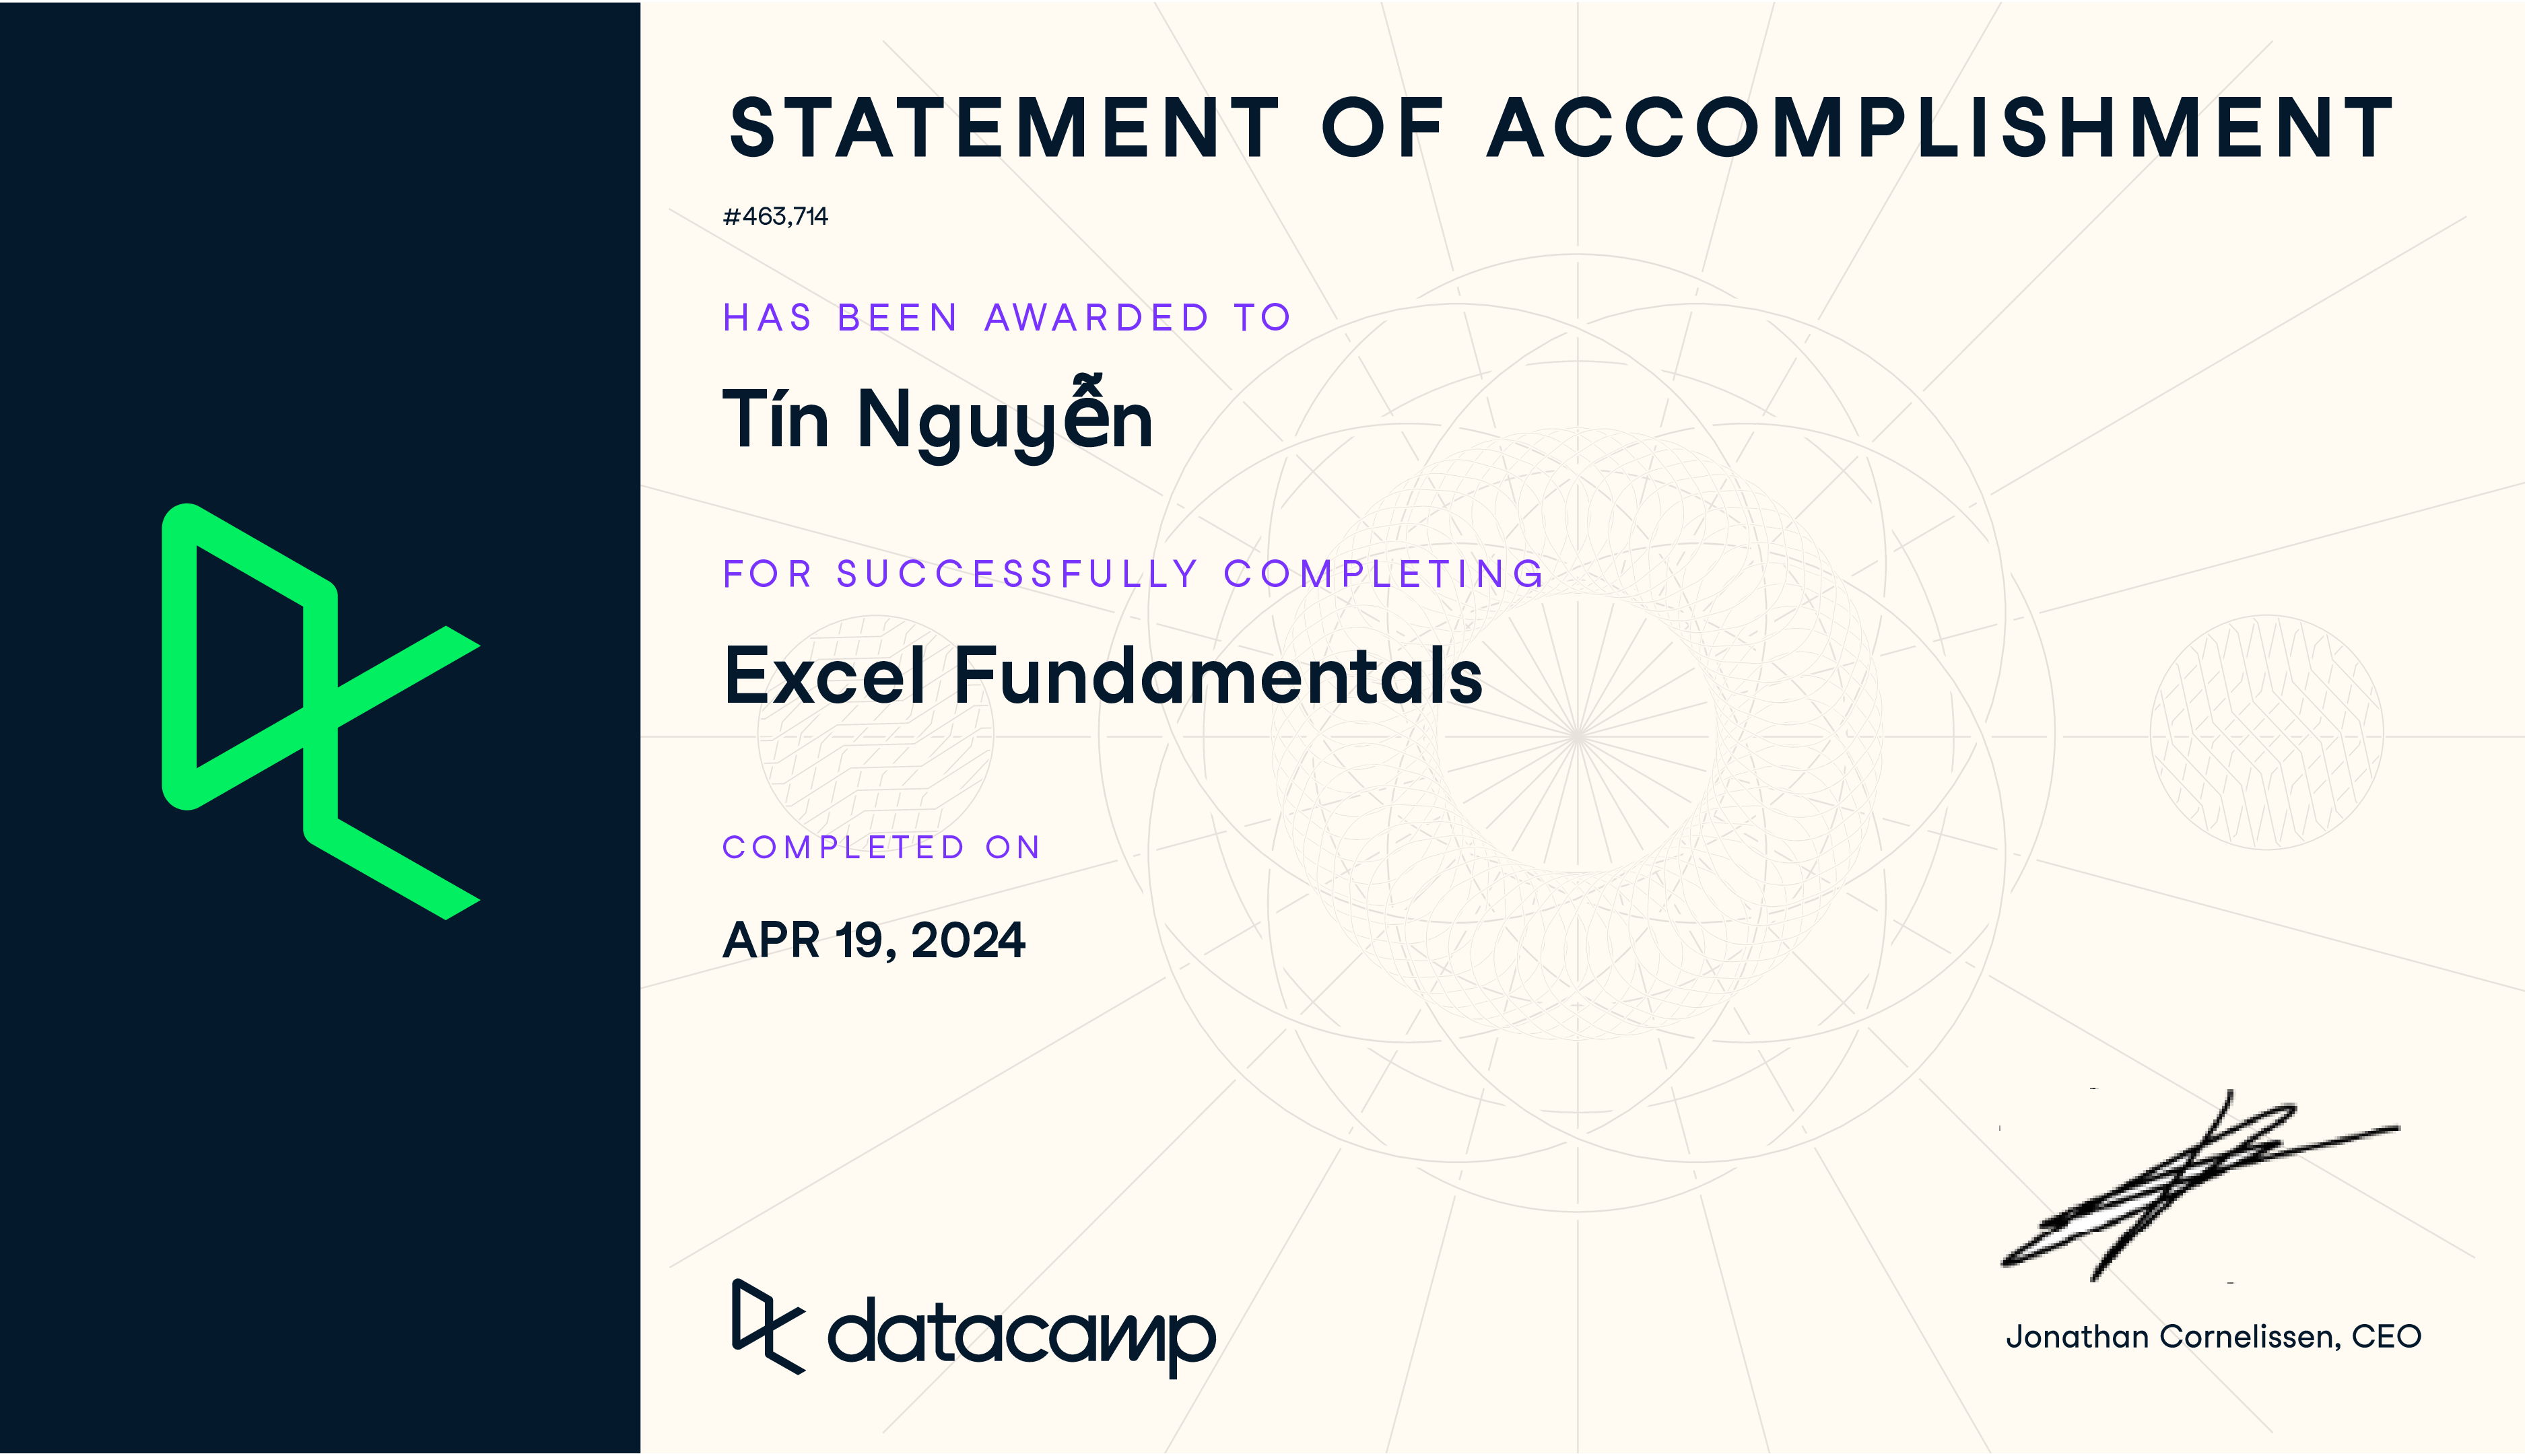 STATEMENT OF ACCOMPLISHMENT
#463,714
HAS BEEN AWARDED TO
Tín Nguyễn
FOR SUCCESSFULLY COMPLETING
Excel Fundamentals
COMPLETED ON
APR 19, 2024
datacamp
Jonathan Cornelissen, CEO